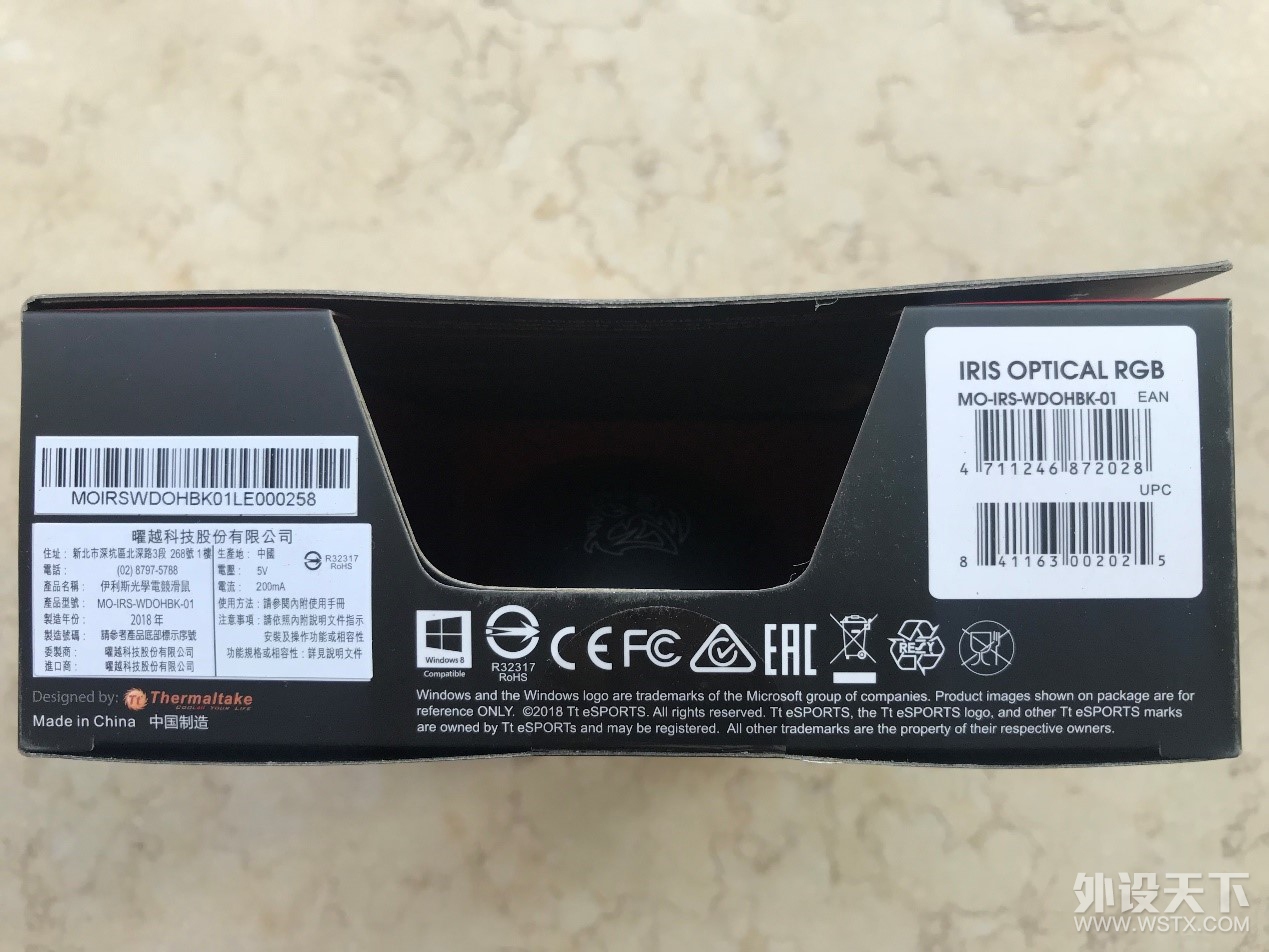 MOIRSWDOHBK01LE000258
曜越科技股份有限公司
住址: 新北市深坑區北深路3段 268號 1樓
電話: (02) 8797-5788
產品名稱: 伊利斯光學電競滑鼠
產品型號: MO-IRS-WDOHBK-01
製造年份: 2018 年
製造號碼: 請參考產品底部標示序號
委製商: 曜越科技股份有限公司
進口商: 曜越科技股份有限公司
生產地: 中國
電壓: 5V
電流: 200mA
使用方法: 請參閱內附使用手冊
注意事項: 請依照內附說明文件指示
安裝及操作功能或相容性
功能規格或相容性: 詳見說明文件
R32317
RoHS
Designed by: Tt Thermaltake
COOL all YOUR LIFE
Made in China 中国制造
Windows 8
Compatible
R32317
RoHS
CE FC EAC
REZY
Windows and the Windows logo are trademarks of the Microsoft group of companies. Product images shown on package are for
reference ONLY. ©2018 Tt eSPORTS. All rights reserved. Tt eSPORTS, the Tt eSPORTS logo, and other Tt eSPORTS marks
are owned by Tt eSPORTs and may be registered. All other trademarks are the property of their respective owners.
IRIS OPTICAL RGB
MO-IRS-WDOHBK-01 EAN
4 711246 872028
UPC
8 41163 00202 5
外设天下
WWW.WSTX.COM